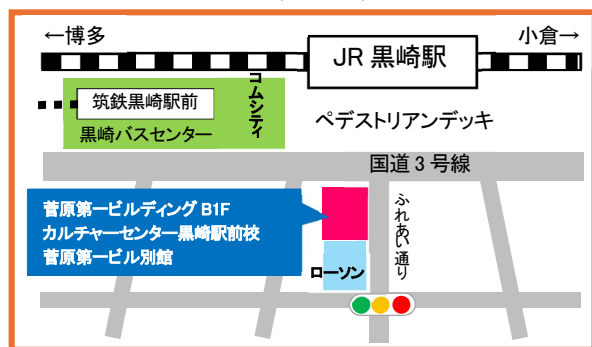 ←博多
小倉→
JR 黒崎駅
筑鉄黒崎駅前
黒崎バスセンター
コムシティ
ペデストリアンデッキ
国道3号線
菅原第一ビルディング B1F
カルチャーセンター黒崎駅前校
菅原第一ビル別館
ふれあい通り
ローソン